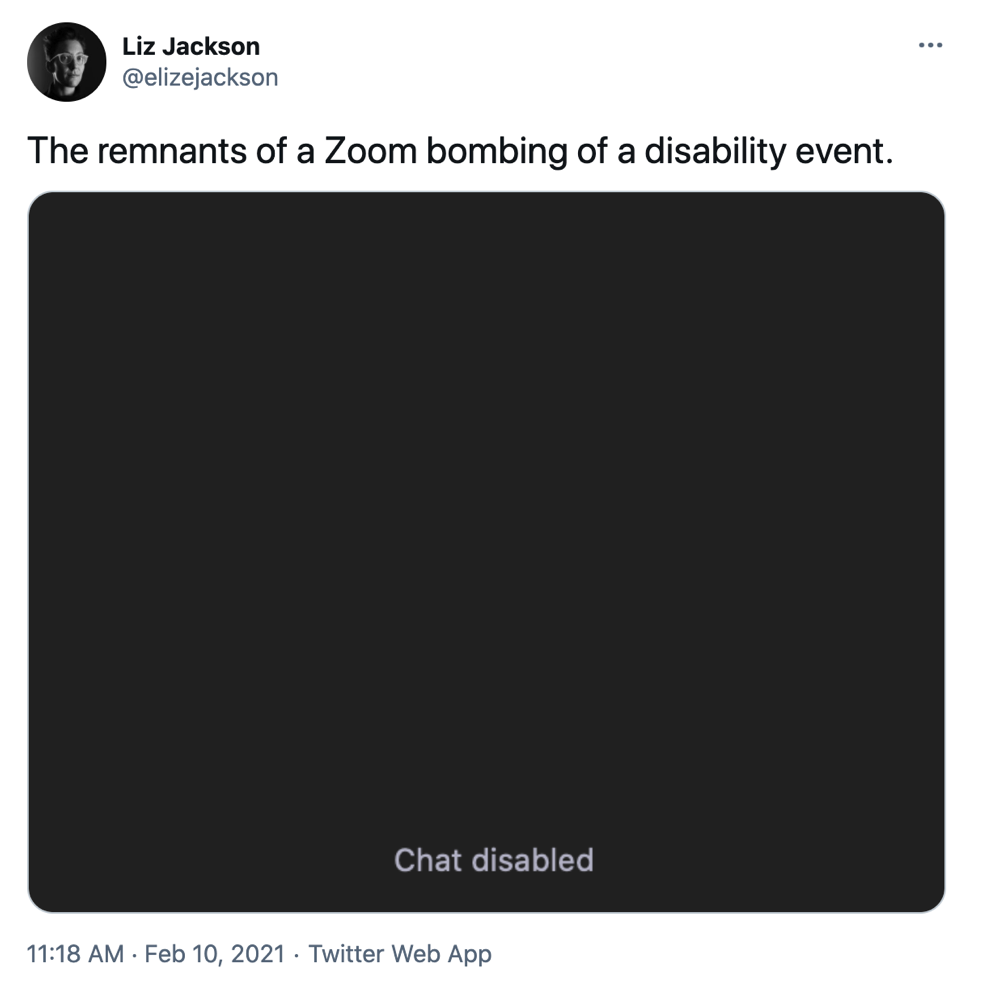 Liz Jackson
@elizejackson
The remnants of a Zoom bombing of a disability event.
Chat disabled
11:18 AM · Feb 10, 2021 · Twitter Web App